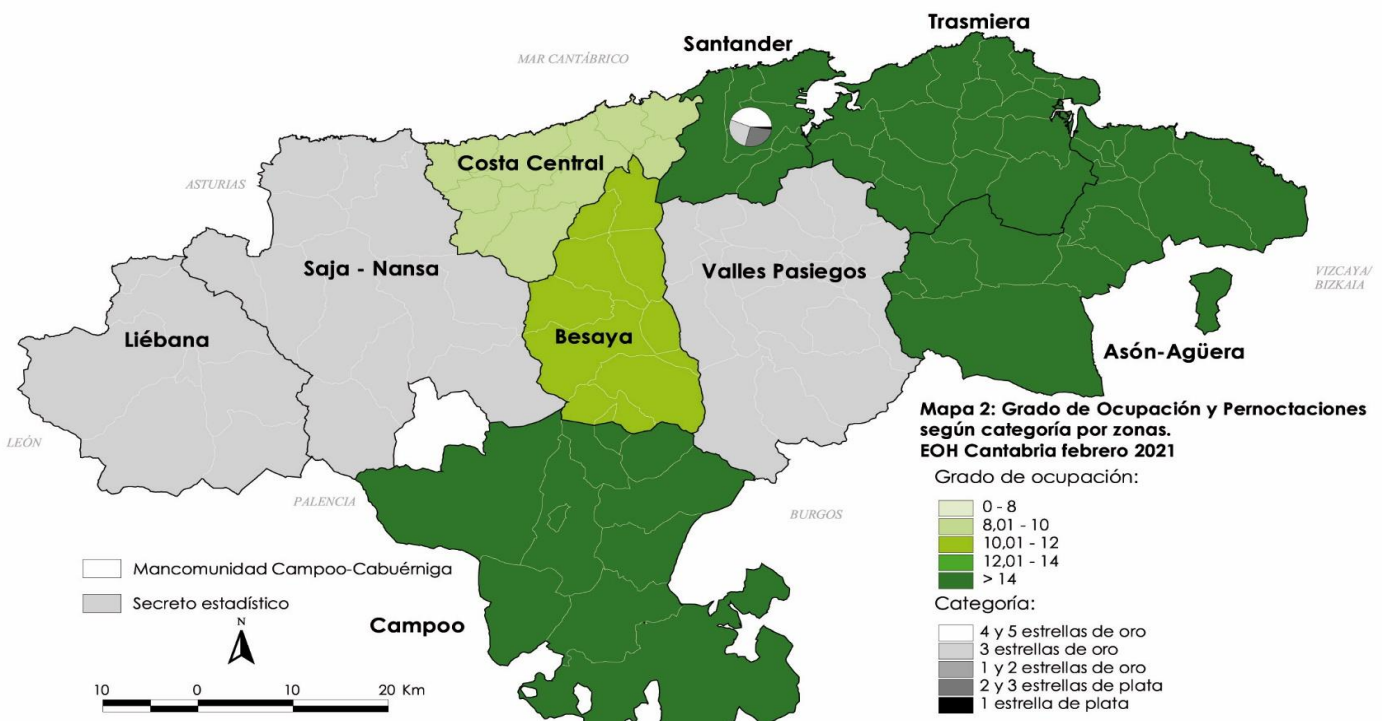 Trasmiera
Santander
MAR CANTÁBRICO
Costa Central
ASTURIAS
Saja - Nansa
Valles Pasiegos
VIZCAYA/
BIZKAIA
Liébana
Besaya
Asón-Agüera
LEÓN
PALENCIA
BURGOS
Campoo
Mancomunidad Campoo-Cabuérniga
Secreto estadístico
N
10 0 10 20 Km
Mapa 2: Grado de Ocupación y Pernoctaciones
según categoría por zonas.
EOH Cantabria febrero 2021
Grado de ocupación:
0 - 8
8,01 - 10
10,01 - 12
12,01 - 14
> 14
Categoría:
4 y 5 estrellas de oro
3 estrellas de oro
1 y 2 estrellas de oro
2 y 3 estrellas de plata
1 estrella de plata